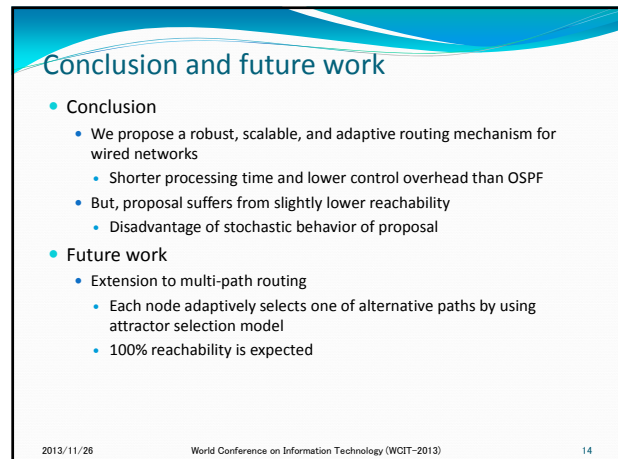 Conclusion and future work
Conclusion
We propose a robust, scalable, and adaptive routing mechanism for
wired networks
Shorter processing time and lower control overhead than OSPF
But, proposal suffers from slightly lower reachability
Disadvantage of stochastic behavior of proposal
Future work
Extension to multi-path routing
Each node adaptively selects one of alternative paths by using
attractor selection model
100% reachability is expected
2013/11/26 World Conference on Information Technology (WCIT-2013) 14